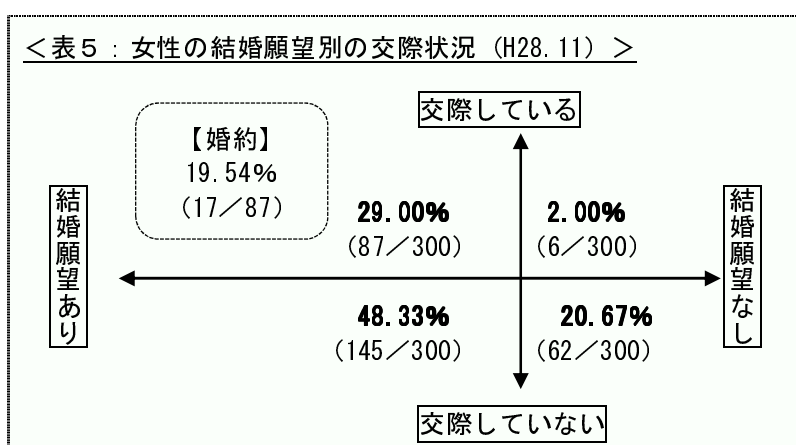 ＜表５：女性の結婚願望別の交際状況（H28.11）＞
交際している
【婚約】
19.54%
（17／87）
結婚願望あり
29.00%
（87／300）
2.00%
（6／300）
結婚願望なし
48.33%
（145／300）
20.67%
（62／300）
交際していない